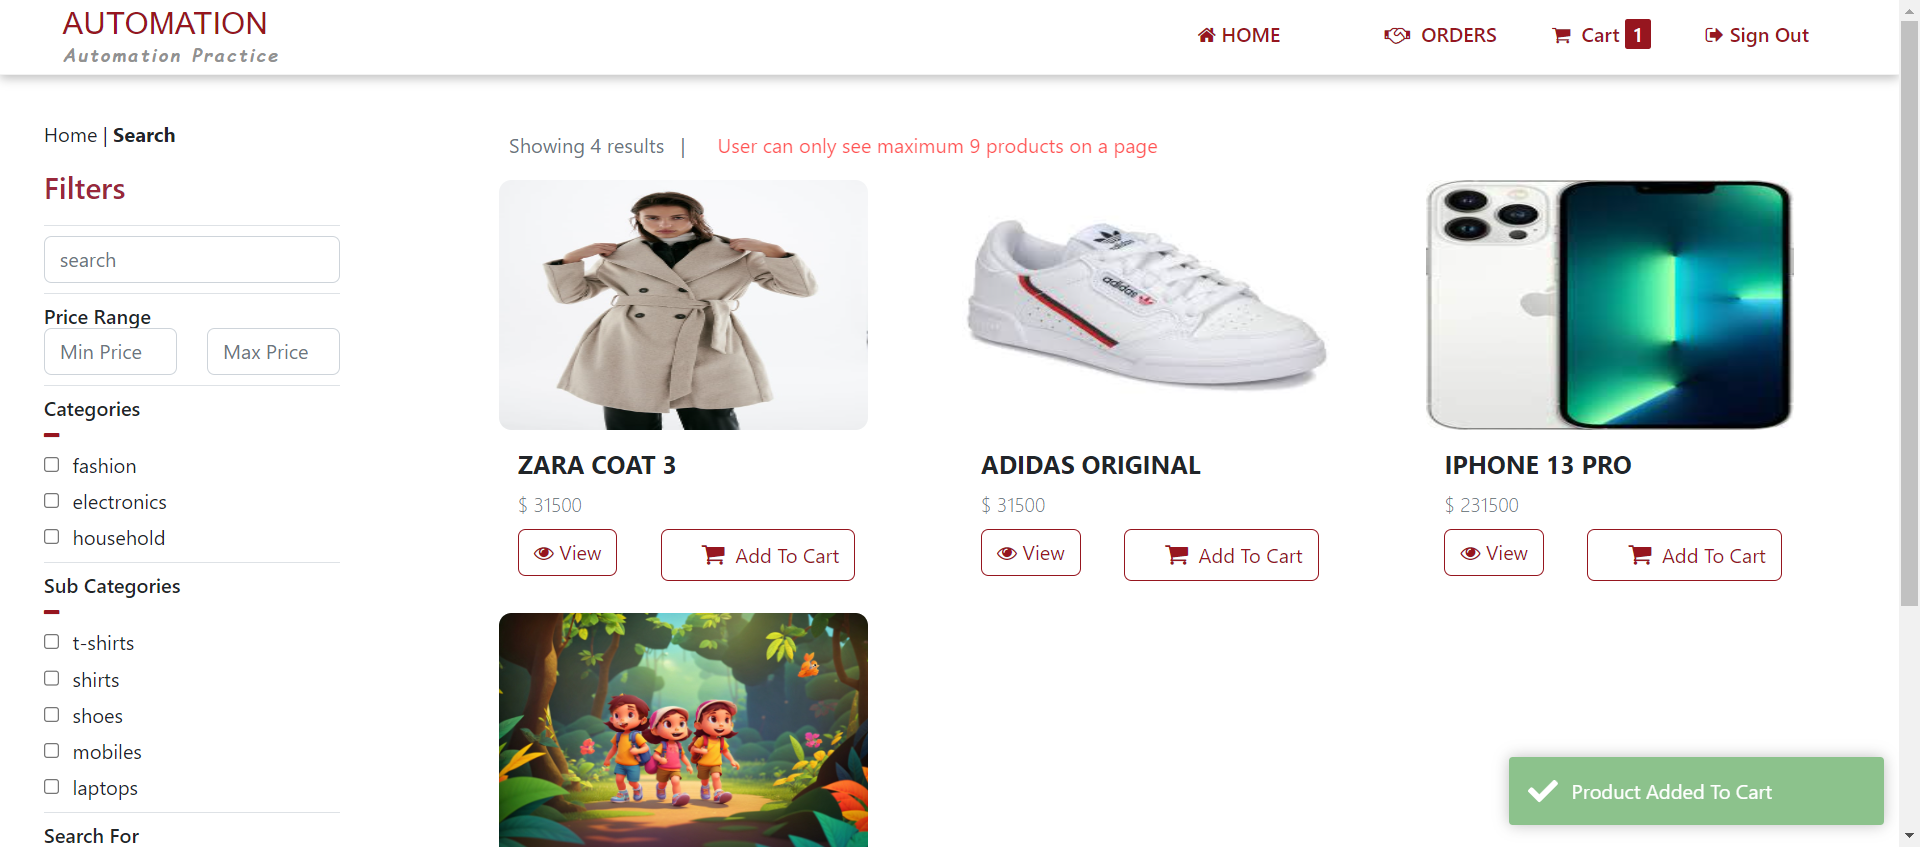 AUTOMATION
Automation Practice
HOME
ORDERS
Cart 1
Sign Out
Home | Search
Filters
search
Price Range
Min Price
Max Price
Categories
fashion
electronics
household
Sub Categories
t-shirts
shirts
shoes
mobiles
laptops
Search For
Showing 4 results |
User can only see maximum 9 products on a page
adidas
adidas
ZARA COAT 3
$ 31500
View
Add To Cart
ADIDAS ORIGINAL
$ 31500
View
Add To Cart
IPHONE 13 PRO
$ 231500
View
Add To Cart
Product Added To Cart